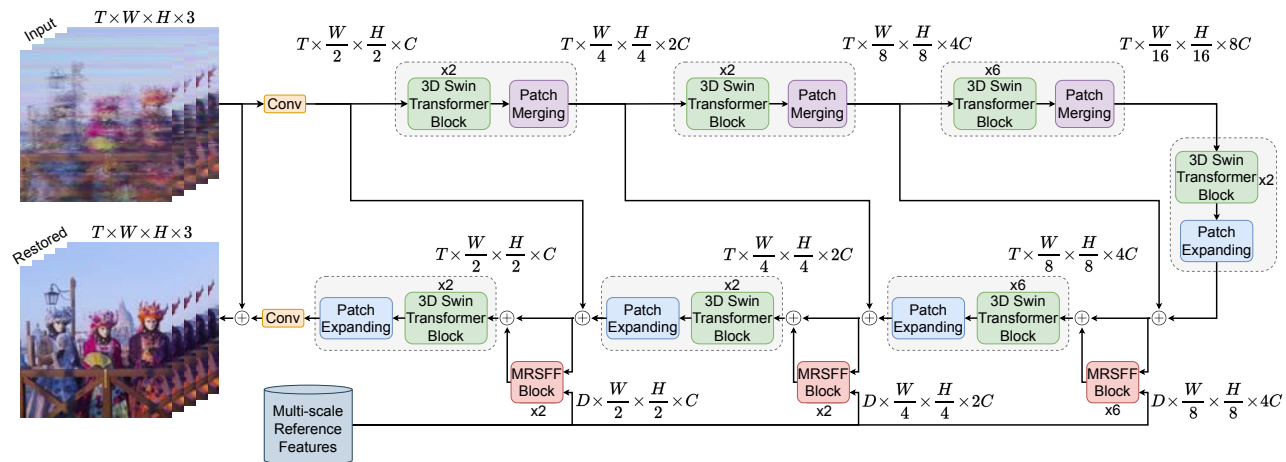 Input
T×W×H×3
Conv
T×W/2×H/2×C
x2
3D Swin
Transformer
Block
Patch
Merging
T×W/4×H/4×2C
x2
3D Swin
Transformer
Block
Patch
Merging
T×W/8×H/8×4C
x6
3D Swin
Transformer
Block
Patch
Merging
T×W/16×H/16×8C
3D Swin
Transformer
Block
x2
Patch
Expanding
Restored
T×W×H×3
Conv
T×W/2×H/2×C
x2
Patch
Expanding
3D Swin
Transformer
Block
T×W/4×H/4×2C
x2
Patch
Expanding
3D Swin
Transformer
Block
T×W/8×H/8×4C
x6
Patch
Expanding
3D Swin
Transformer
Block
MRSFF
Block
x2
D×W/2×H/2×C
MRSFF
Block
x2
D×W/4×H/4×2C
MRSFF
Block
x6
D×W/8×H/8×4C
Multi-scale
Reference
Features